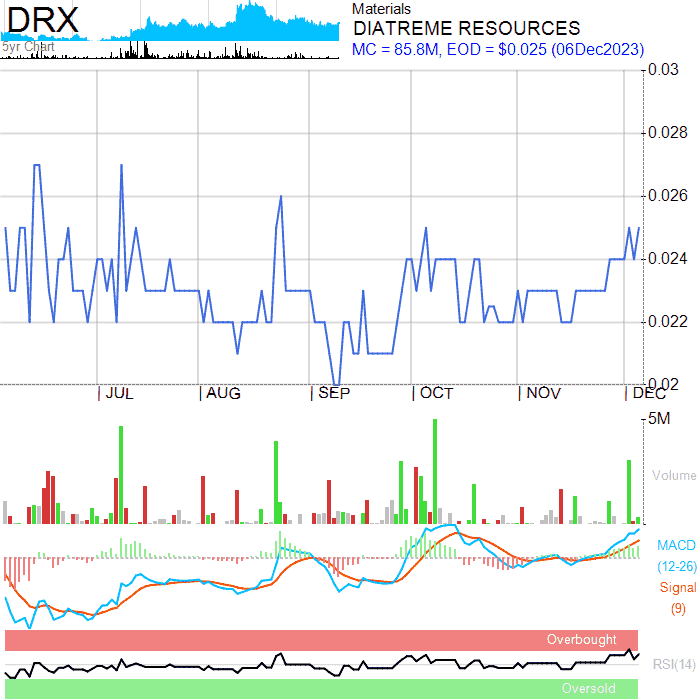 DRX
5yr Chart
Materials
DIATREME RESOURCES
MC = 85.8M, EOD = $0.025 (06Dec2023)
0.03
0.028
0.026
0.024
0.022
0.02
JUL AUG SEP OCT NOV DEC
5M
Volume
MACD
(12-26)
Signal
(9)
Overbought
RSI(14)
Oversold